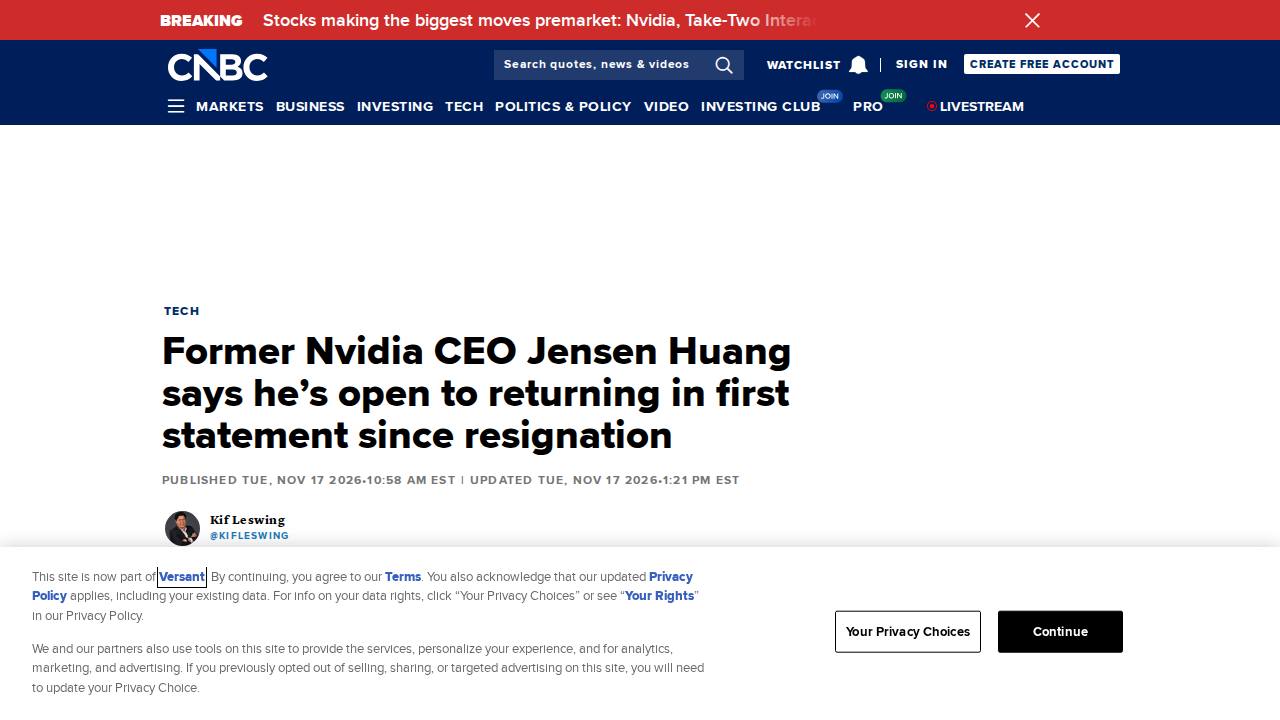 BREAKING Stocks making the biggest moves premarket: Nvidia, Take-Two
CNBC
Search quotes, news & videos
WATCHLIST
SIGN IN
CREATE FREE ACCOUNT
MARKETS BUSINESS INVESTING TECH POLITICS & POLICY VIDEO INVESTING CLUB JOIN PRO JOIN LIVESTREAM
TECH
Former Nvidia CEO Jensen Huang
says he’s open to returning in first
statement since resignation
PUBLISHED TUE, NOV 17 2026•10:58 AM EST | UPDATED TUE, NOV 17 2026•1:21 PM EST
Kif Leswing
@KIFLESWING
This site is now part of Versant. By continuing, you agree to our Terms. You also acknowledge that our updated Privacy
Policy applies, including your existing data. For info on your data rights, click “Your Privacy Choices” or see “Your Rights”
in our Privacy Policy.
We and our partners also use tools on this site to provide the services, personalize your experience, and for analytics,
marketing, and advertising. If you previously opted out of selling, sharing, or targeted advertising on this site, you will need
to update your Privacy Choice.
Your Privacy Choices
Continue